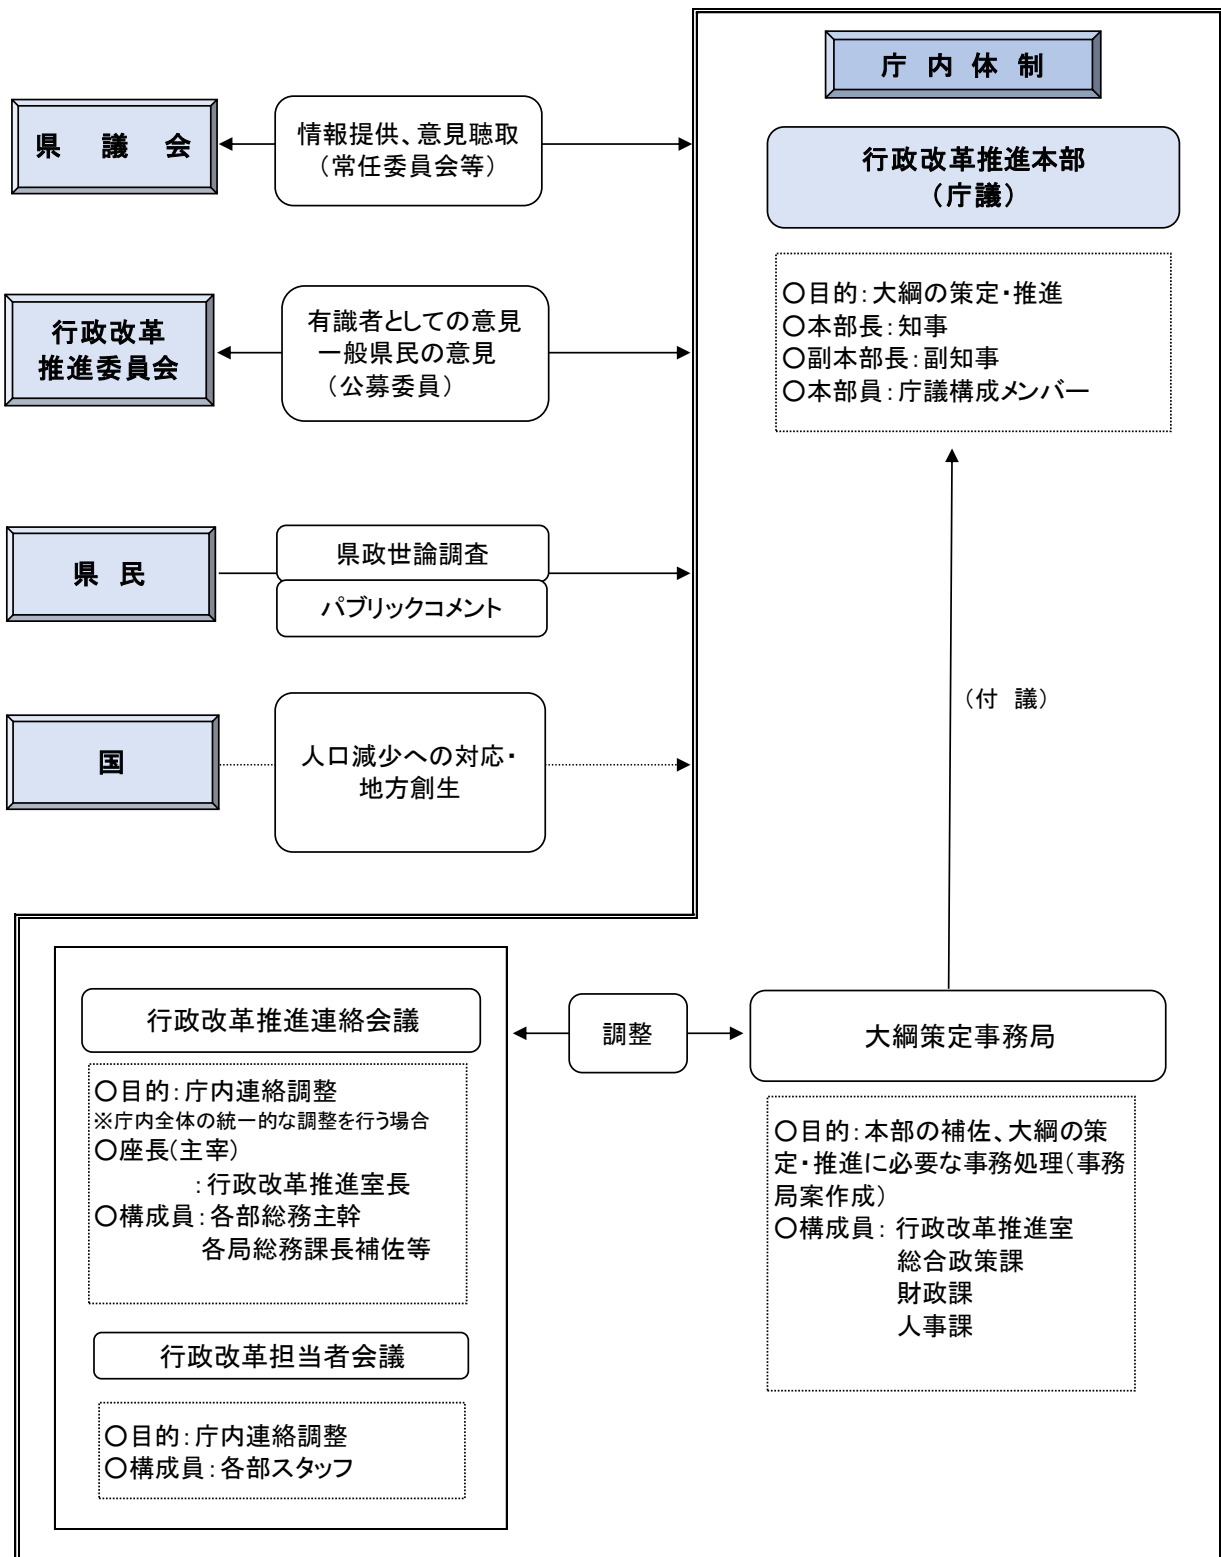 庁 内 体 制
県 議 会
情報提供、意見聴取
（常任委員会等）
行政改革推進本部
（庁議）
○目的：大綱の策定・推進
○本部長：知事
○副本部長：副知事
○本部員：庁議構成メンバー
行政改革
推進委員会
有識者としての意見
一般県民の意見
（公募委員）
県 民
県政世論調査
パブリックコメント
国
人口減少への対応・
地方創生
（付 議）
行政改革推進連絡会議
○目的：庁内連絡調整
※庁内全体の統一的な調整を行う場合
○座長（主宰）
：行政改革推進室長
○構成員：各部総務主幹
各局総務課長補佐等
行政改革担当者会議
○目的：庁内連絡調整
○構成員：各部スタッフ
調整
大綱策定事務局
○目的：本部の補佐、大綱の策
定・推進に必要な事務処理（事務
局案作成）
○構成員： 行政改革推進室
総合政策課
財政課
人事課